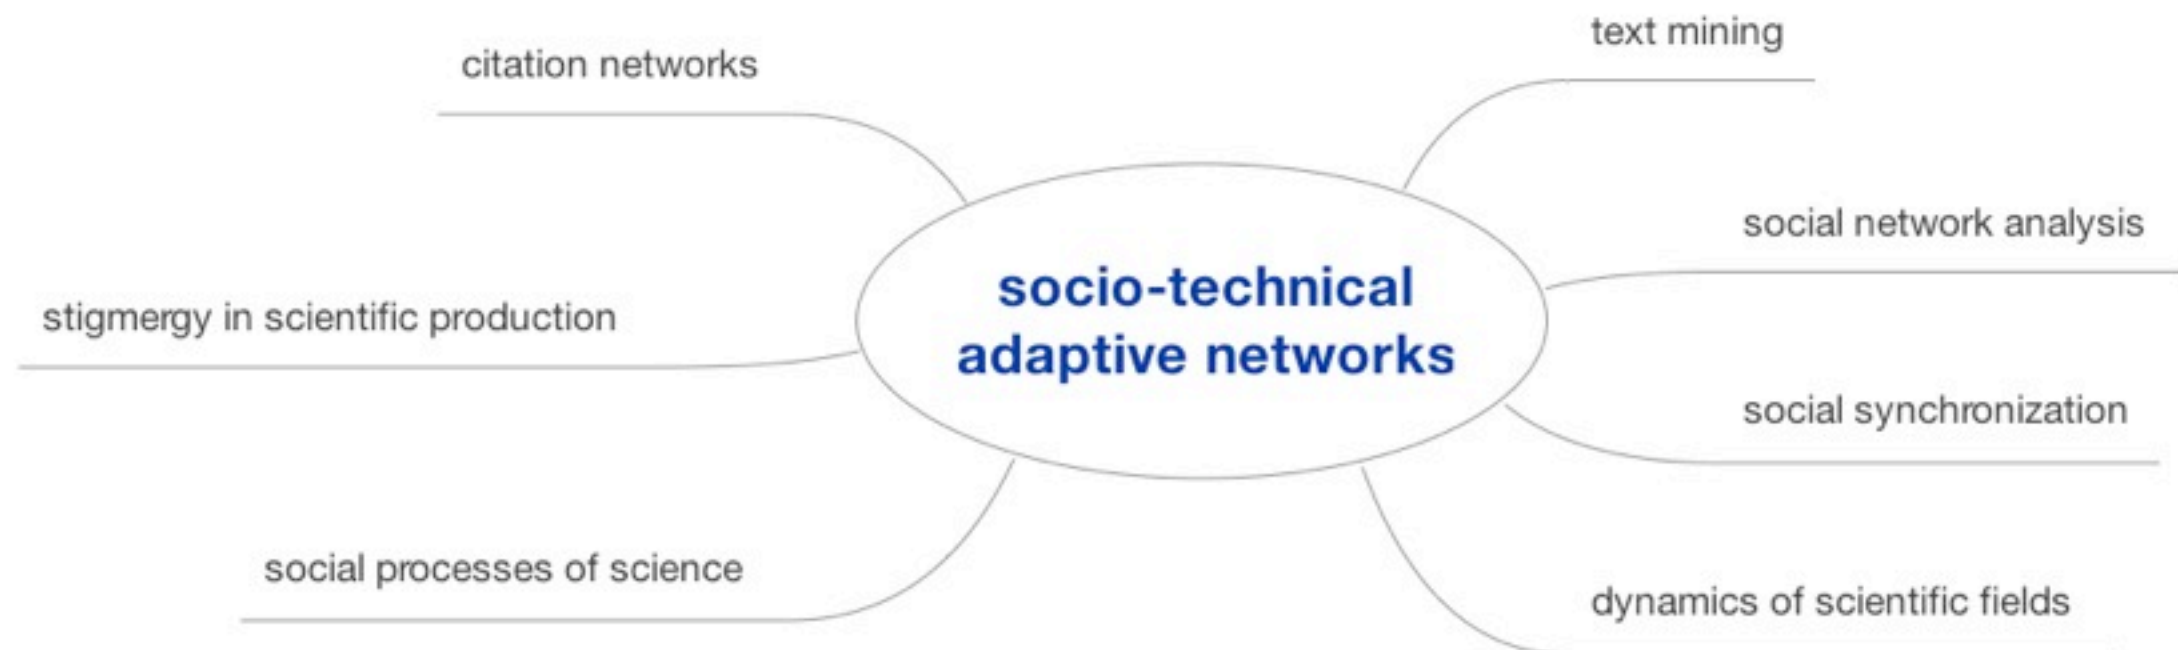 text mining
citation networks
social network analysis
socio-technical
adaptive networks
stigmergy in scientific production
social synchronization
social processes of science
dynamics of scientific fields